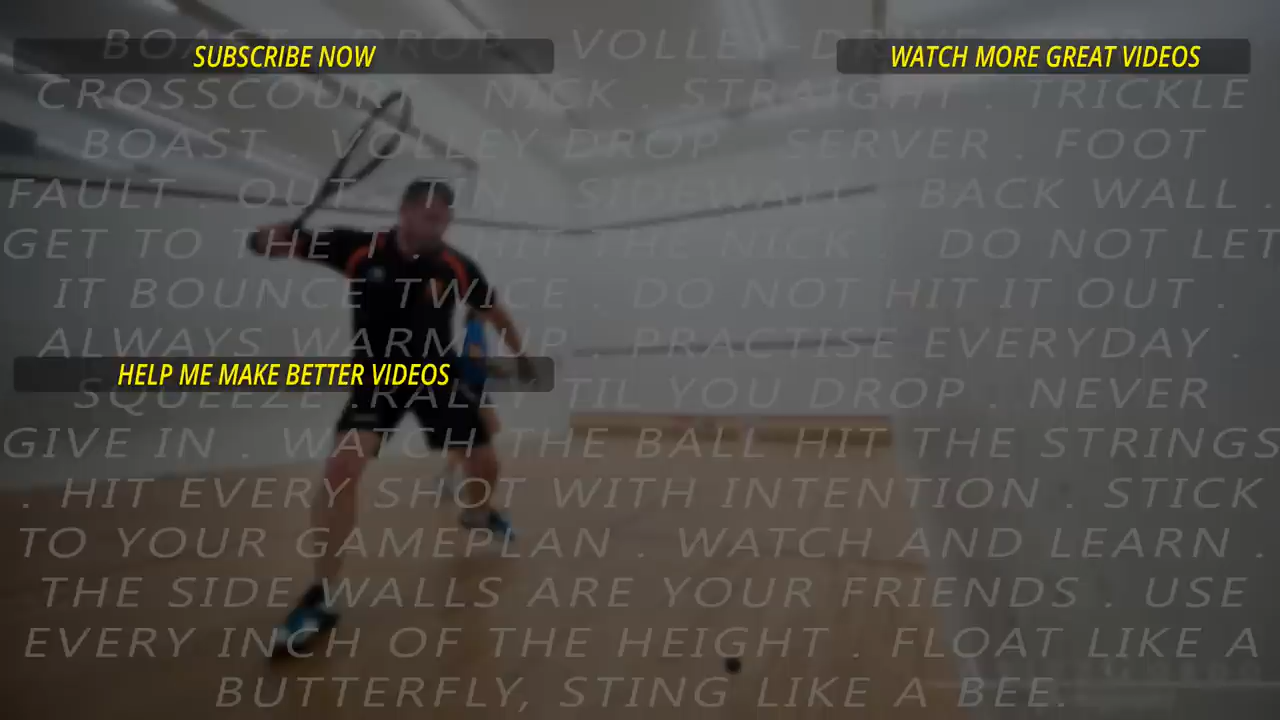 BOAST . DROP . VOLLEY-DRIVE
SUBSCRIBE NOW
WATCH MORE GREAT VIDEOS
CROSSCOURT . NICK . STRAIGHT . TRICKLE
BOAST . VOLLEY DROP . SERVER . FOOT
FAULT . OUT . TIN . SIDEWALL . BACK WALL .
GET TO THE T . HIT THE NICK . DO NOT LET
IT BOUNCE TWICE . DO NOT HIT IT OUT .
ALWAYS WARM UP . PRACTISE EVERYDAY .
HELP ME MAKE BETTER VIDEOS
SQUEEZE . RALLY TIL YOU DROP . NEVER
GIVE IN . WATCH THE BALL HIT THE STRINGS
. HIT EVERY SHOT WITH INTENTION . STICK
TO YOUR GAMEPLAN . WATCH AND LEARN .
THE SIDE WALLS ARE YOUR FRIENDS . USE
EVERY INCH OF THE HEIGHT . FLOAT LIKE A
BUTTERFLY, STING LIKE A BEE.